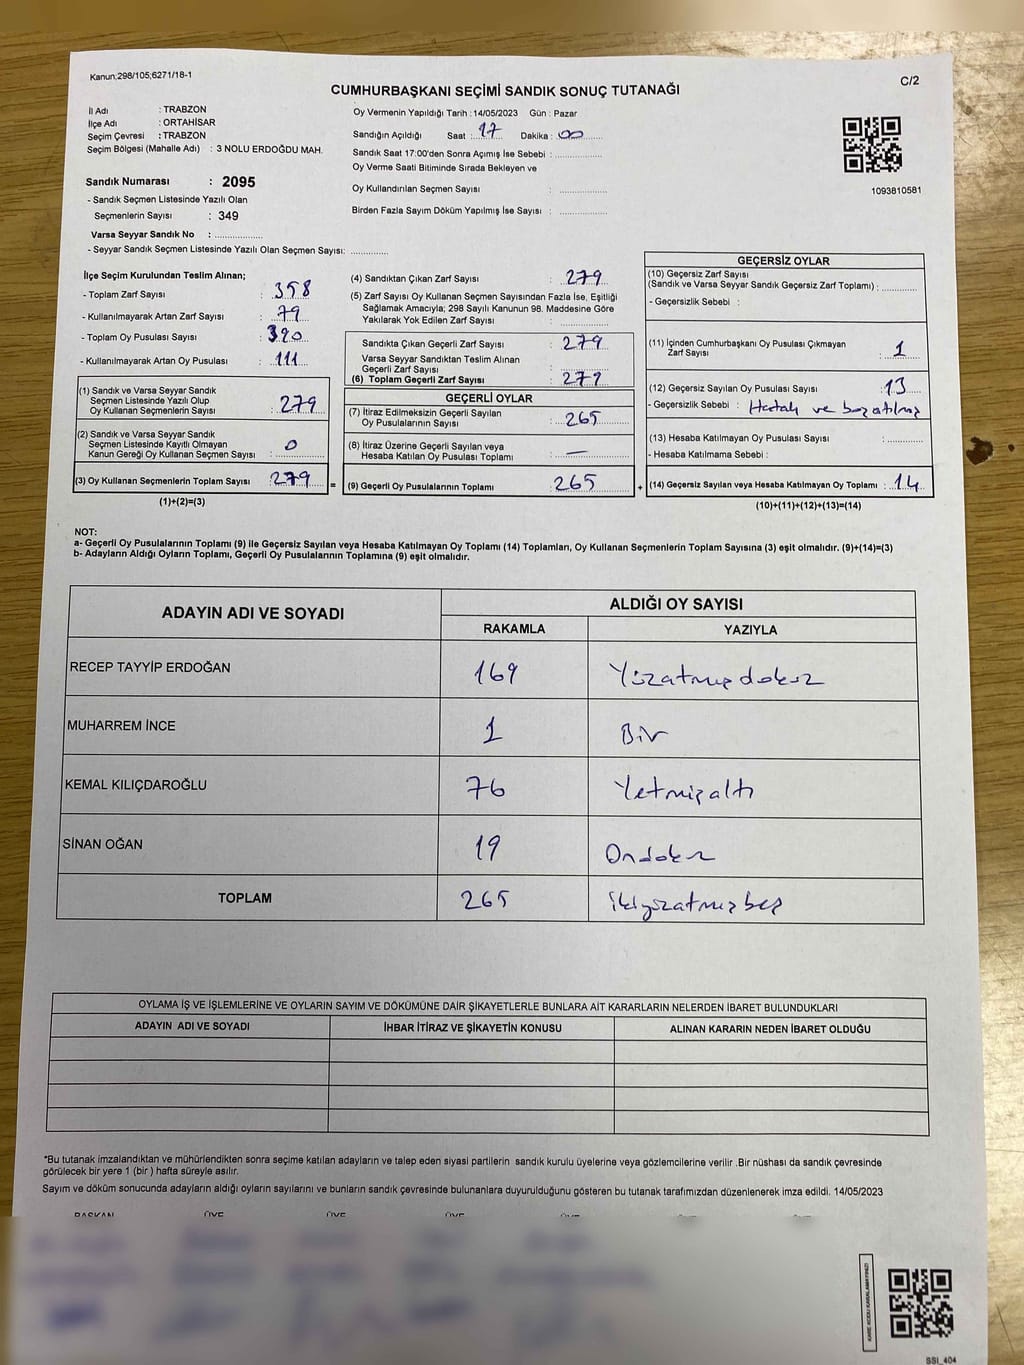 Kanun;298/105;6271/18-1
C/2
CUMHURBAŞKANI SEÇİMİ SANDIK SONUÇ TUTANAĞI
İl Adı : TRABZON
İlçe Adı : ORTAHİSAR
Seçim Çevresi : TRABZON
Seçim Bölgesi (Mahalle Adı) : 3 NOLU ERDOĞDU MAH.
Sandık Numarası : 2095
- Sandık Seçmen Listesinde Yazılı Olan
Seçmenlerin Sayısı : 349
Varsa Seyyar Sandık No : ..................
- Seyyar Sandık Seçmen Listesinde Yazılı Olan Seçmen Sayısı: ..............
Oy Vermenin Yapıldığı Tarih : 14/05/2023 Gün : Pazar
Sandığın Açıldığı Saat : 17 Dakika : 00
Sandık Saat 17:00'den Sonra Açımış İse Sebebi : ..................
Oy Verme Saati Bitiminde Sırada Bekleyen ve
Oy Kullandırılan Seçmen Sayısı : ..................
Birden Fazla Sayım Döküm Yapılmış İse Sayısı : ..................
1093810581
İlçe Seçim Kurulundan Teslim Alınan;
- Toplam Zarf Sayısı : 358
- Kullanılmayarak Artan Zarf Sayısı : 79
- Toplam Oy Pusulası Sayısı : 390
- Kullanılmayarak Artan Oy Pusulası : 111
(1) Sandık ve Varsa Seyyar Sandık
Seçmen Listesinde Yazılı Olup
Oy Kullanan Seçmenlerin Sayısı : 279
(2) Sandık ve Varsa Seyyar Sandık
Seçmen Listesinde Kayıtlı Olmayan
Kanun Gereği Oy Kullanan Seçmen Sayısı : 0
(3) Oy Kullanan Seçmenlerin Toplam Sayısı : 279
(1)+(2)=(3)
(4) Sandıktan Çıkan Zarf Sayısı : 279
(5) Zarf Sayısı Oy Kullanan Seçmen Sayısından Fazla İse, Eşitliği
Sağlamak Amacıyla; 298 Sayılı Kanunun 98. Maddesine Göre
Yakılarak Yok Edilen Zarf Sayısı : ..................
Sandıkta Çıkan Geçerli Zarf Sayısı : 279
Varsa Seyyar Sandıktan Teslim Alınan
Geçerli Zarf Sayısı :
(6) Toplam Geçerli Zarf Sayısı : 279
GEÇERLİ OYLAR
(7) İtiraz Edilmeksizin Geçerli Sayılan
Oy Pusulalarının Sayısı : 265
(8) İtiraz Üzerine Geçerli Sayılan veya
Hesaba Katılan Oy Pusulası Toplamı : —
= (9) Geçerli Oy Pusulalarının Toplamı : 265
GEÇERSİZ OYLAR
(10) Geçersiz Zarf Sayısı
(Sandık ve Varsa Seyyar Sandık Geçersiz Zarf Toplamı) : ............
- Geçersizlik Sebebi :
(11) İçinden Cumhurbaşkanı Oy Pusulası Çıkmayan
Zarf Sayısı : 1
(12) Geçersiz Sayılan Oy Pusulası Sayısı : 13
- Geçersizlik Sebebi : Hatalı ve boz atılmış
(13) Hesaba Katılmayan Oy Pusulası Sayısı : ............
- Hesaba Katılmama Sebebi :
+ (14) Geçersiz Sayılan veya Hesaba Katılmayan Oy Toplamı : 14
(10)+(11)+(12)+(13)=(14)
NOT:
a- Geçerli Oy Pusulalarının Toplamı (9) ile Geçersiz Sayılan veya Hesaba Katılmayan Oy Toplamı (14) Toplamları, Oy Kullanan Seçmenlerin Toplam Sayısına (3) eşit olmalıdır. (9)+(14)=(3)
b- Adayların Aldığı Oyların Toplamı, Geçerli Oy Pusulalarının Toplamına (9) eşit olmalıdır.
ADAYIN ADI VE SOYADI
ALDIĞI OY SAYISI
RAKAMLA YAZIYLA
RECEP TAYYİP ERDOĞAN 169 Yüzatmışdokuz
MUHARREM İNCE 1 Bir
KEMAL KILIÇDAROĞLU 76 Yetmişaltı
SİNAN OĞAN 19 Ondokuz
TOPLAM 265 ikiyüzatmışbeş
OYLAMA İŞ VE İŞLEMLERİNE VE OYLARIN SAYIM VE DÖKÜMÜNE DAİR ŞİKAYETLERLE BUNLARA AİT KARARLARIN NELERDEN İBARET BULUNDUKLARI
ADAYIN ADI VE SOYADI İHBAR İTİRAZ VE ŞİKAYETİN KONUSU ALINAN KARARIN NEDEN İBARET OLDUĞU
*Bu tutanak imzalandıktan ve mühürlendikten sonra seçime katılan adayların ve talep eden siyasi partilerin sandık kurulu üyelerine veya gözlemcilerine verilir .Bir nüshası da sandık çevresinde
görülecek bir yere 1 (bir ) hafta süreyle asılır.
Sayım ve döküm sonucunda adayların aldığı oyların sayılarını ve bunların sandık çevresinde bulunanlara duyurulduğunu gösteren bu tutanak tarafımızdan düzenlenerek imza edildi. 14/05/2023
BAŞKAN ÜYE ÜYE ÜYE ÜYE
KARE KODU KARALAMAYINIZ!
SSI_404